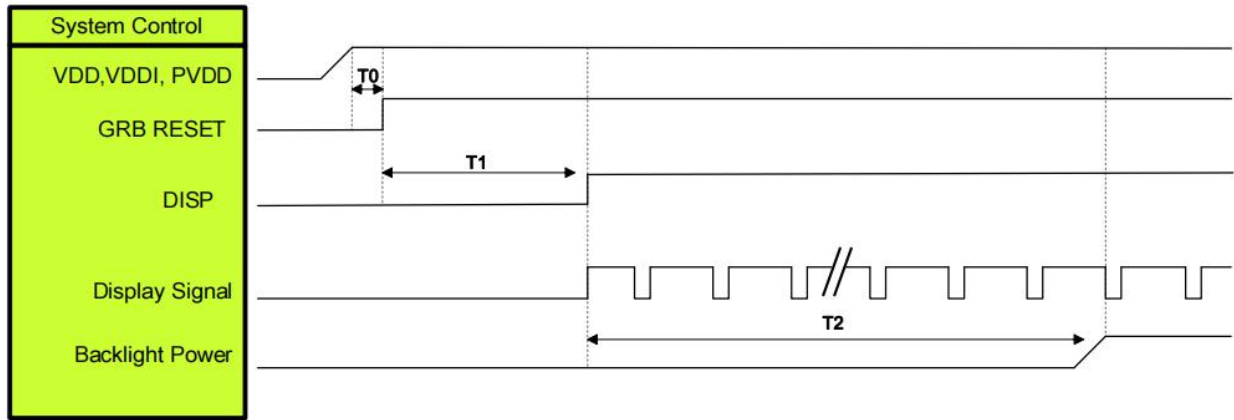 System Control
VDD,VDDI, PVDD
T0
GRB RESET
T1
DISP
Display Signal
T2
Backlight Power